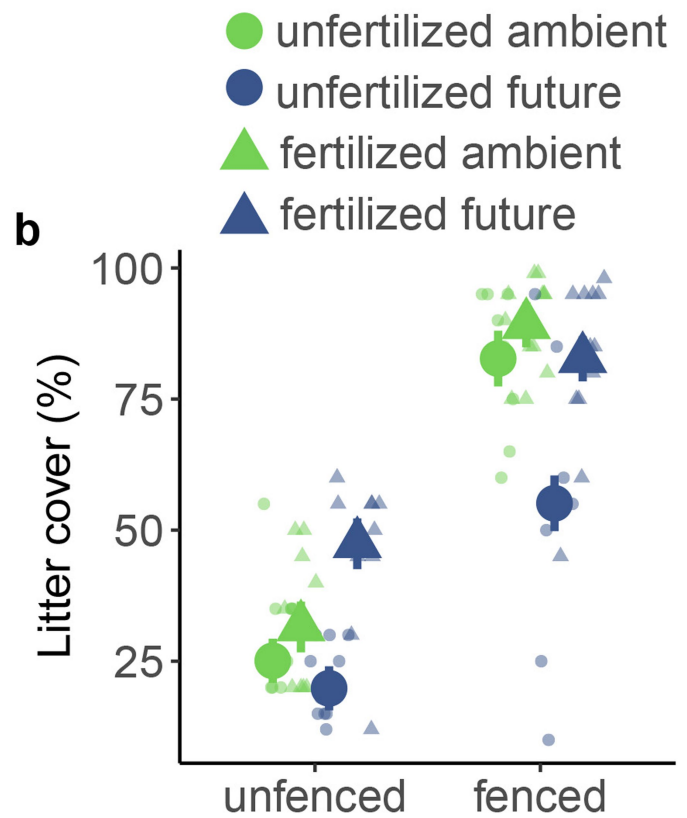 unfertilized ambient
unfertilized future
fertilized ambient
fertilized future
b
100
75
50
25
Litter cover (%)
unfenced
fenced